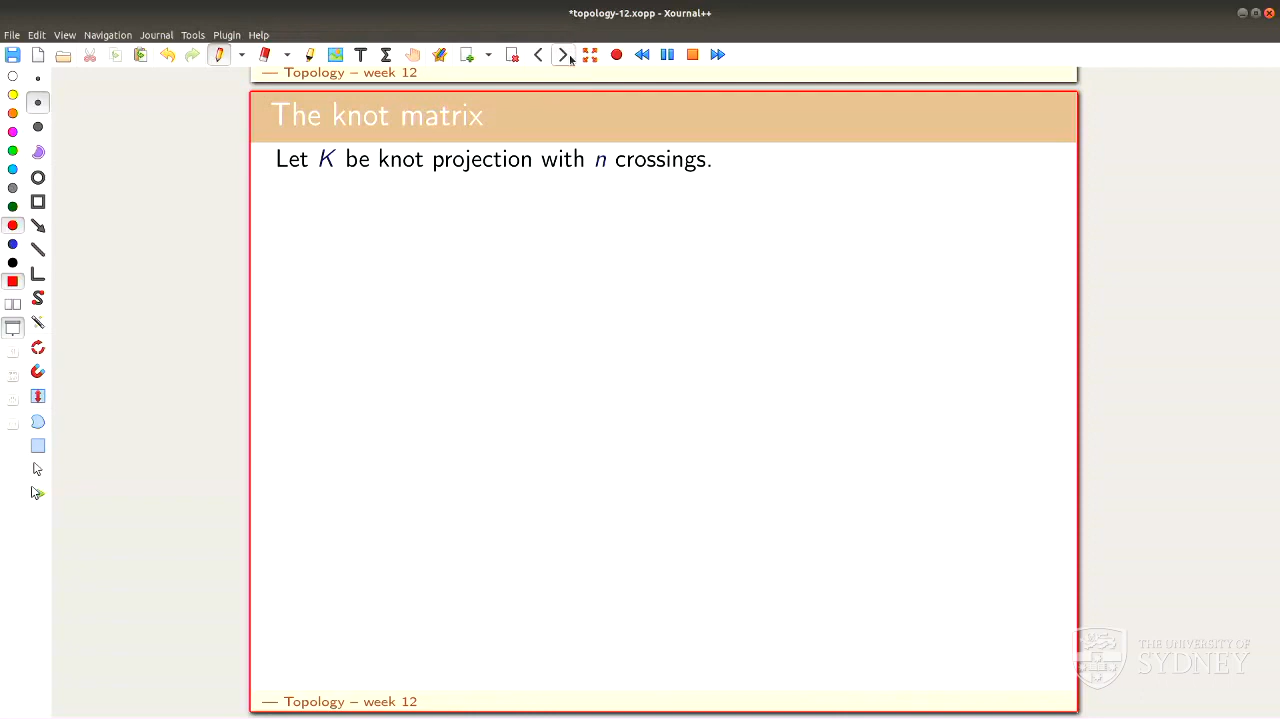 *topology-12.xopp - Xournal++
File Edit View Navigation Journal Tools Plugin Help
— Topology – week 12
The knot matrix
Let K be knot projection with n crossings.
THE UNIVERSITY OF
SYDNEY
— Topology – week 12